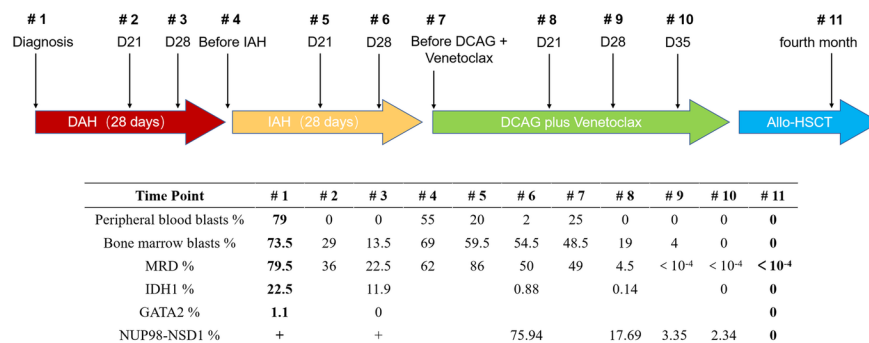 # 1 # 2 # 3 # 4 # 5 # 6 # 7 # 8 # 9 # 10 # 11
Diagnosis D21 D28 Before IAH D21 D28 Before DCAG + D21 D28 D35 fourth month
Venetoclax
DAH (28 days) IAH (28 days) DCAG plus Venetoclax Allo-HSCT
Time Point # 1 # 2 # 3 # 4 # 5 # 6 # 7 # 8 # 9 # 10 # 11
Peripheral blood blasts % 79 0 0 55 20 2 25 0 0 0 0
Bone marrow blasts % 73.5 29 13.5 69 59.5 54.5 48.5 19 4 0 0
MRD % 79.5 36 22.5 62 86 50 49 4.5 < 10⁻⁴ < 10⁻⁴ < 10⁻⁴
IDH1 % 22.5 11.9 0.88 0.14 0 0
GATA2 % 1.1 0 0
NUP98-NSD1 % + + 75.94 17.69 3.35 2.34 0